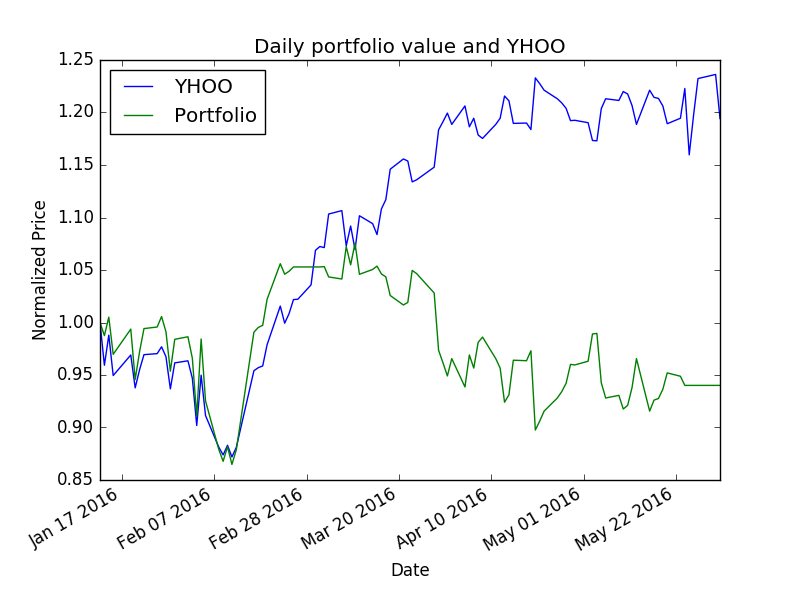 Daily portfolio value and YHOO
1.25
1.20
1.15
1.10
1.05
1.00
0.95
0.90
0.85
Normalized Price
YHOO
Portfolio
Jan 17 2016
Feb 07 2016
Feb 28 2016
Mar 20 2016
Apr 10 2016
May 01 2016
May 22 2016
Date